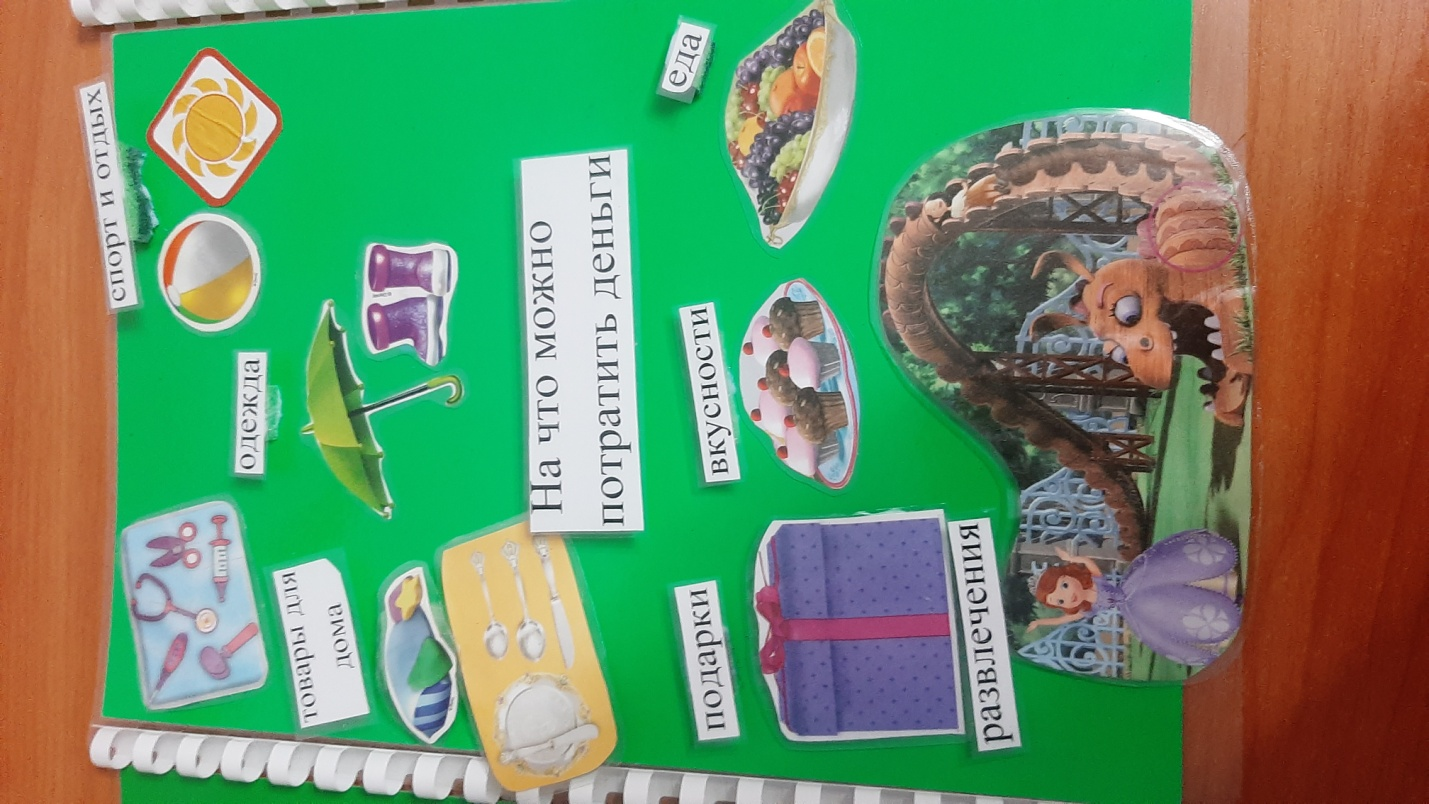 спорт и отдых
одежда
товары для
дома
На что можно
потратить деньги
подарки
вкусности
еда
развлечения